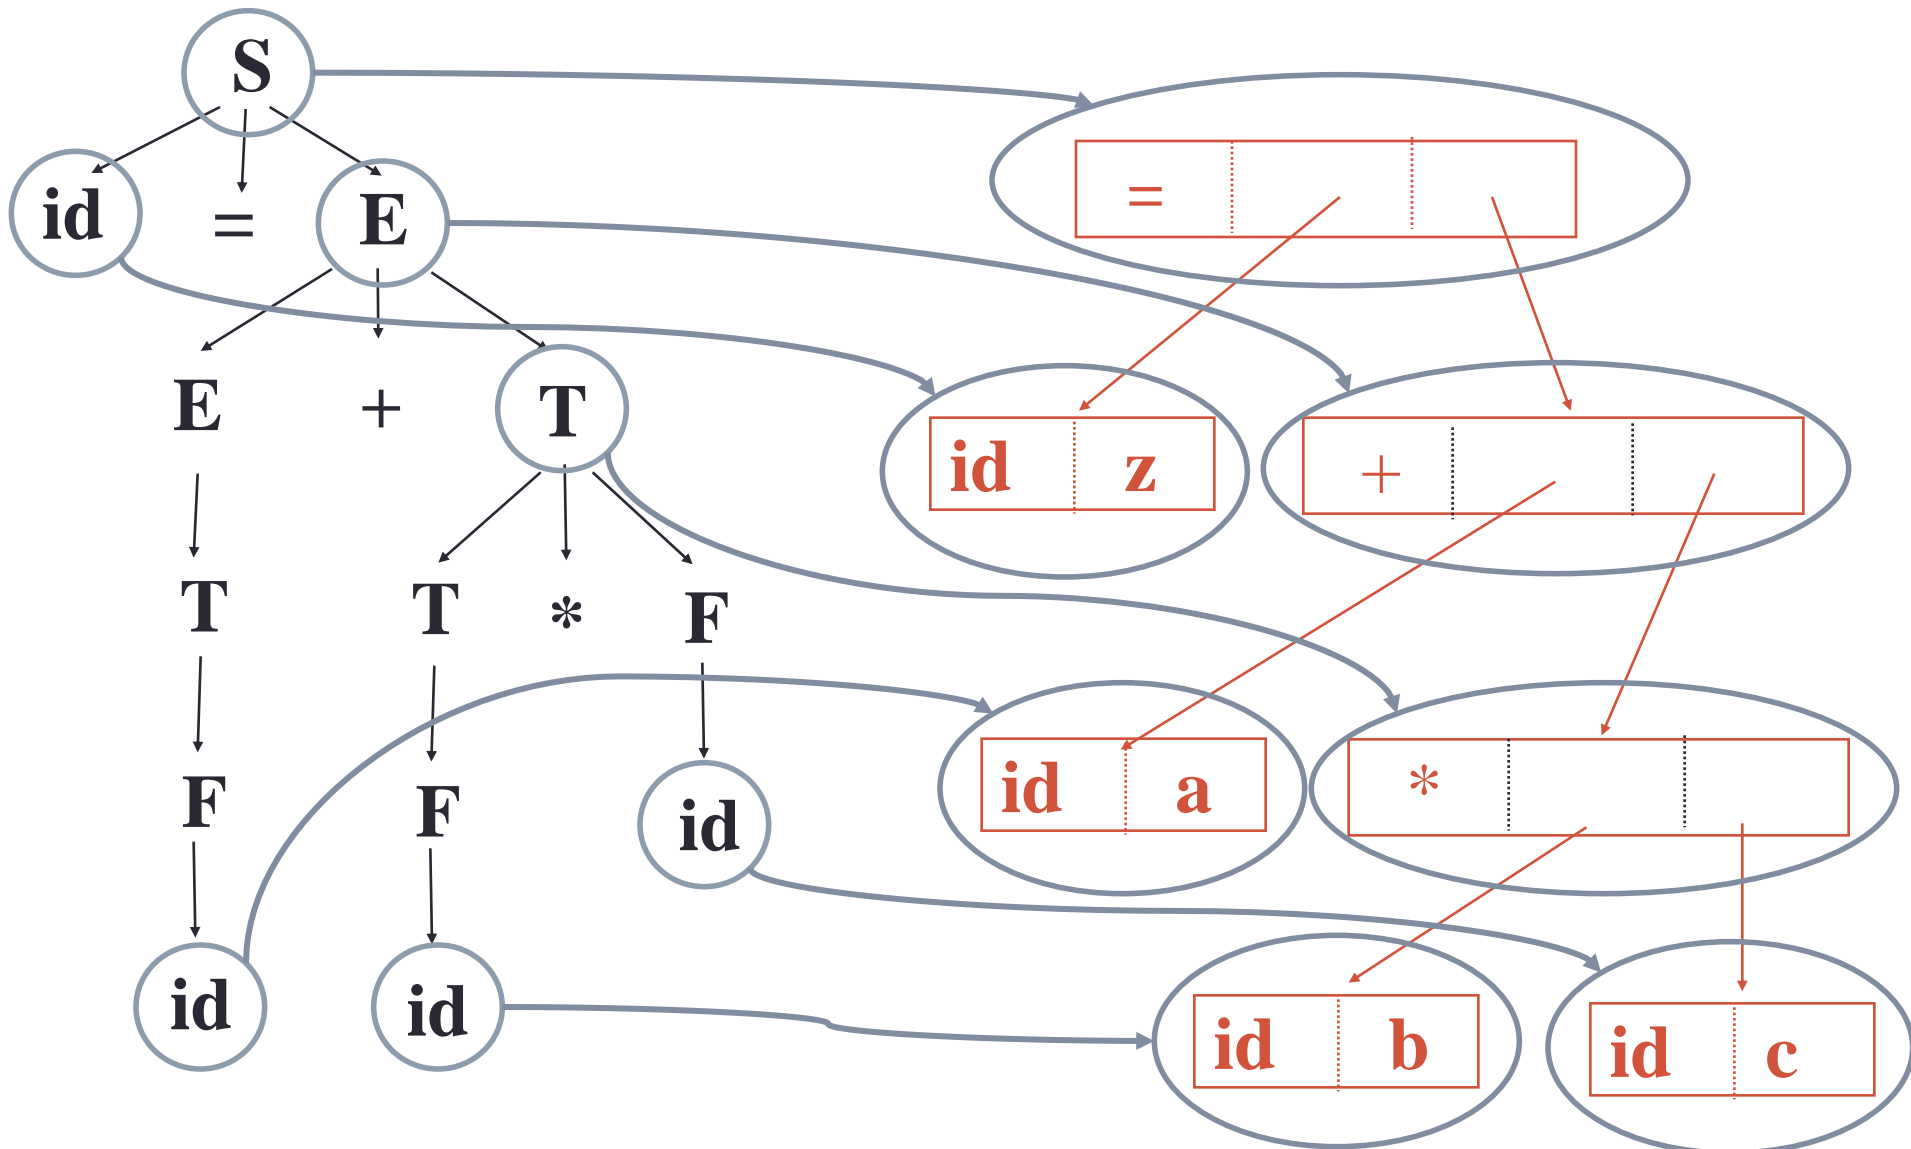 S
=
id = E
E + T
id z
+
T T * F
id a
*
F F id
id id
id b
id c